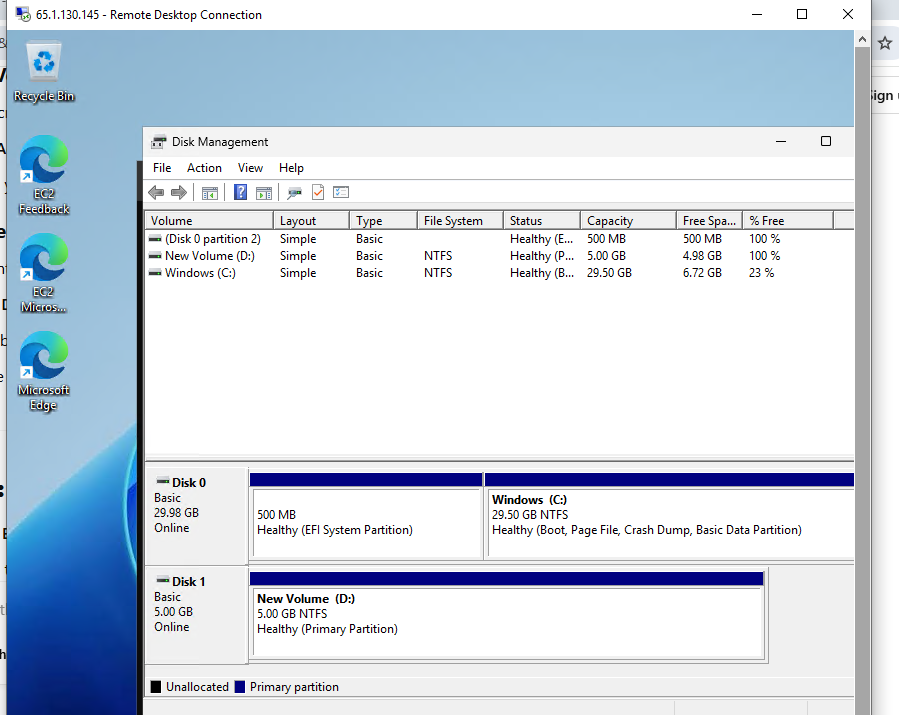 65.1.130.145 - Remote Desktop Connection
Recycle Bin
EC2
Feedback
EC2
Micros...
Microsoft
Edge
Disk Management
File Action View Help
Volume Layout Type File System Status Capacity Free Spa... % Free
(Disk 0 partition 2) Simple Basic Healthy (E... 500 MB 500 MB 100 %
New Volume (D:) Simple Basic NTFS Healthy (P... 5.00 GB 4.98 GB 100 %
Windows (C:) Simple Basic NTFS Healthy (B... 29.50 GB 6.72 GB 23 %
Disk 0
Basic
29.98 GB
Online
500 MB
Healthy (EFI System Partition)
Windows (C:)
29.50 GB NTFS
Healthy (Boot, Page File, Crash Dump, Basic Data Partition)
Disk 1
Basic
5.00 GB
Online
New Volume (D:)
5.00 GB NTFS
Healthy (Primary Partition)
Unallocated Primary partition
Sign